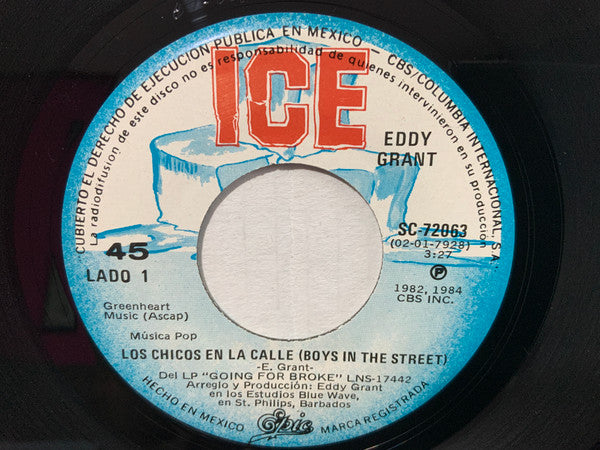 CUBIERTO EL DERECHO DE EJECUCION PUBLICA EN MEXICO — CBS/COLUMBIA INTERNACIONAL, S.A.
La radiodifusion de este disco no es responsabilidad de quienes intervinieron en su producción
ICE
EDDY
GRANT
SC-72063
(02-01-7928)
3:27
45
LADO 1
P
1982, 1984
CBS INC.
Greenheart
Music (Ascap)
Música Pop
LOS CHICOS EN LA CALLE (BOYS IN THE STREET)
-E. Grant-
Del LP "GOING FOR BROKE" LNS-17442
Arreglo y Producción: Eddy Grant
en los Estudios Blue Wave,
en St. Philips, Barbados
HECHO EN MEXICO Epic MARCA REGISTRADA